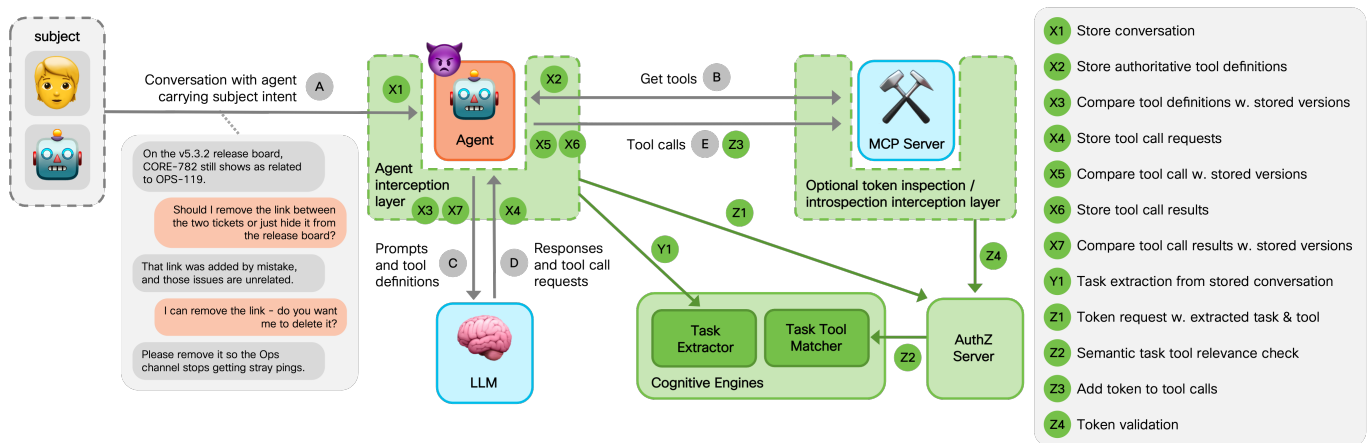 subject
Conversation with agent
carrying subject intent
A
On the v5.3.2 release board,
CORE-782 still shows as related
to OPS-119.
Should I remove the link between
the two tickets or just hide it from
the release board?
That link was added by mistake,
and those issues are unrelated.
I can remove the link - do you want
me to delete it?
Please remove it so the Ops
channel stops getting stray pings.
X1
Agent
X2
X5 X6
Agent
interception
layer
X3 X7 X4
Get tools B
Tool calls E Z3
MCP Server
Optional token inspection /
introspection interception layer
Prompts
and tool
definitions
C
D
Responses
and tool call
requests
LLM
Y1
Z1
Z4
Task
Extractor
Task Tool
Matcher
Cognitive Engines
Z2
AuthZ
Server
X1 Store conversation
X2 Store authoritative tool definitions
X3 Compare tool definitions w. stored versions
X4 Store tool call requests
X5 Compare tool call w. stored versions
X6 Store tool call results
X7 Compare tool call results w. stored versions
Y1 Task extraction from stored conversation
Z1 Token request w. extracted task & tool
Z2 Semantic task tool relevance check
Z3 Add token to tool calls
Z4 Token validation